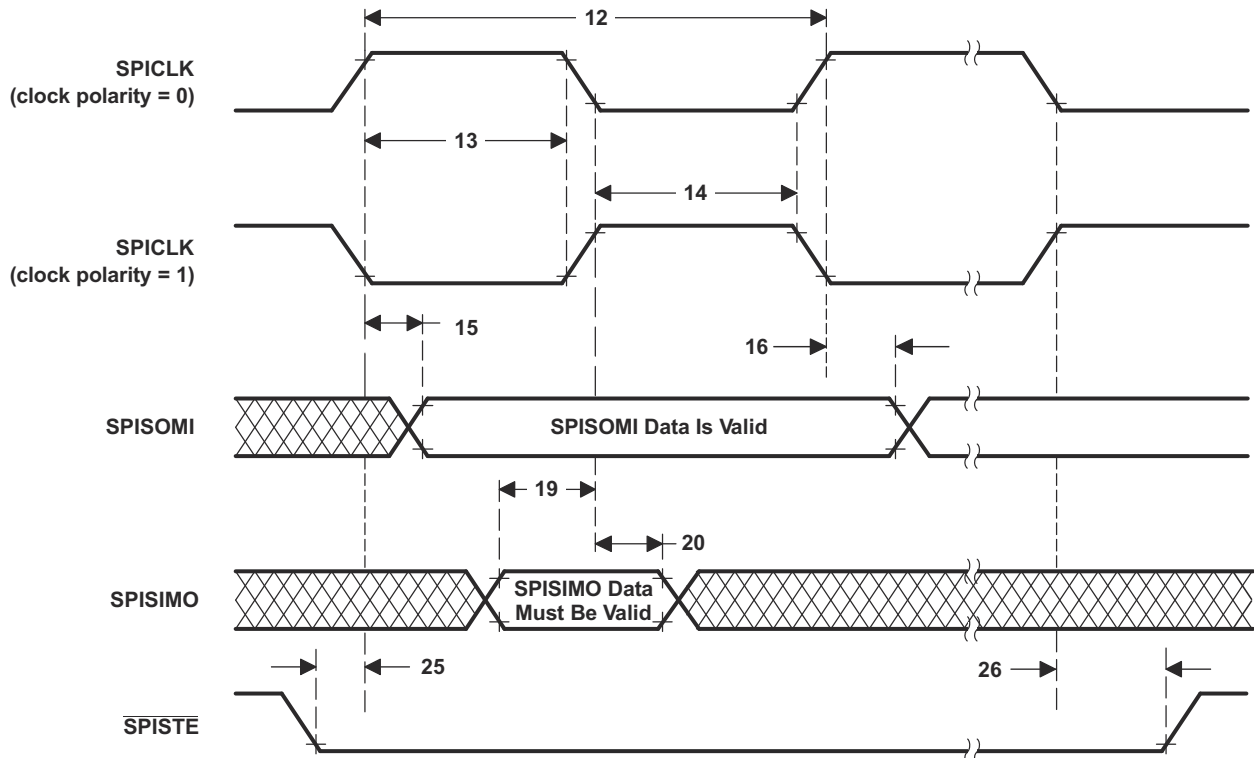 12
SPICLK
(clock polarity = 0)
13
14
SPICLK
(clock polarity = 1)
15
16
SPISOMI
SPISOMI Data Is Valid
19
20
SPISIMO
SPISIMO Data
Must Be Valid
25
26
SPISTE